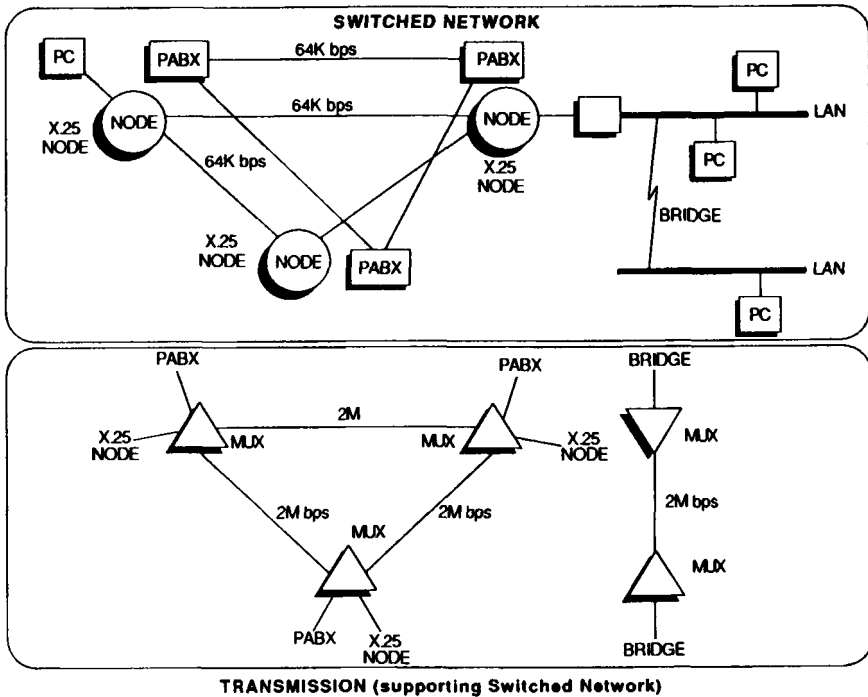 SWITCHED NETWORK
PC
PABX
64K bps
PABX
PC
64K bps
NODE
NODE
LAN
X.25
NODE
PC
64K bps
X.25
NODE
BRIDGE
X.25
NODE
NODE
PABX
LAN
PC
PABX
PABX
BRIDGE
2M
X.25
NODE
MUX
MUX
X.25
NODE
MUX
2M bps
2M bps
2M bps
MUX
MUX
PABX
X.25
NODE
BRIDGE
TRANSMISSION (supporting Switched Network)